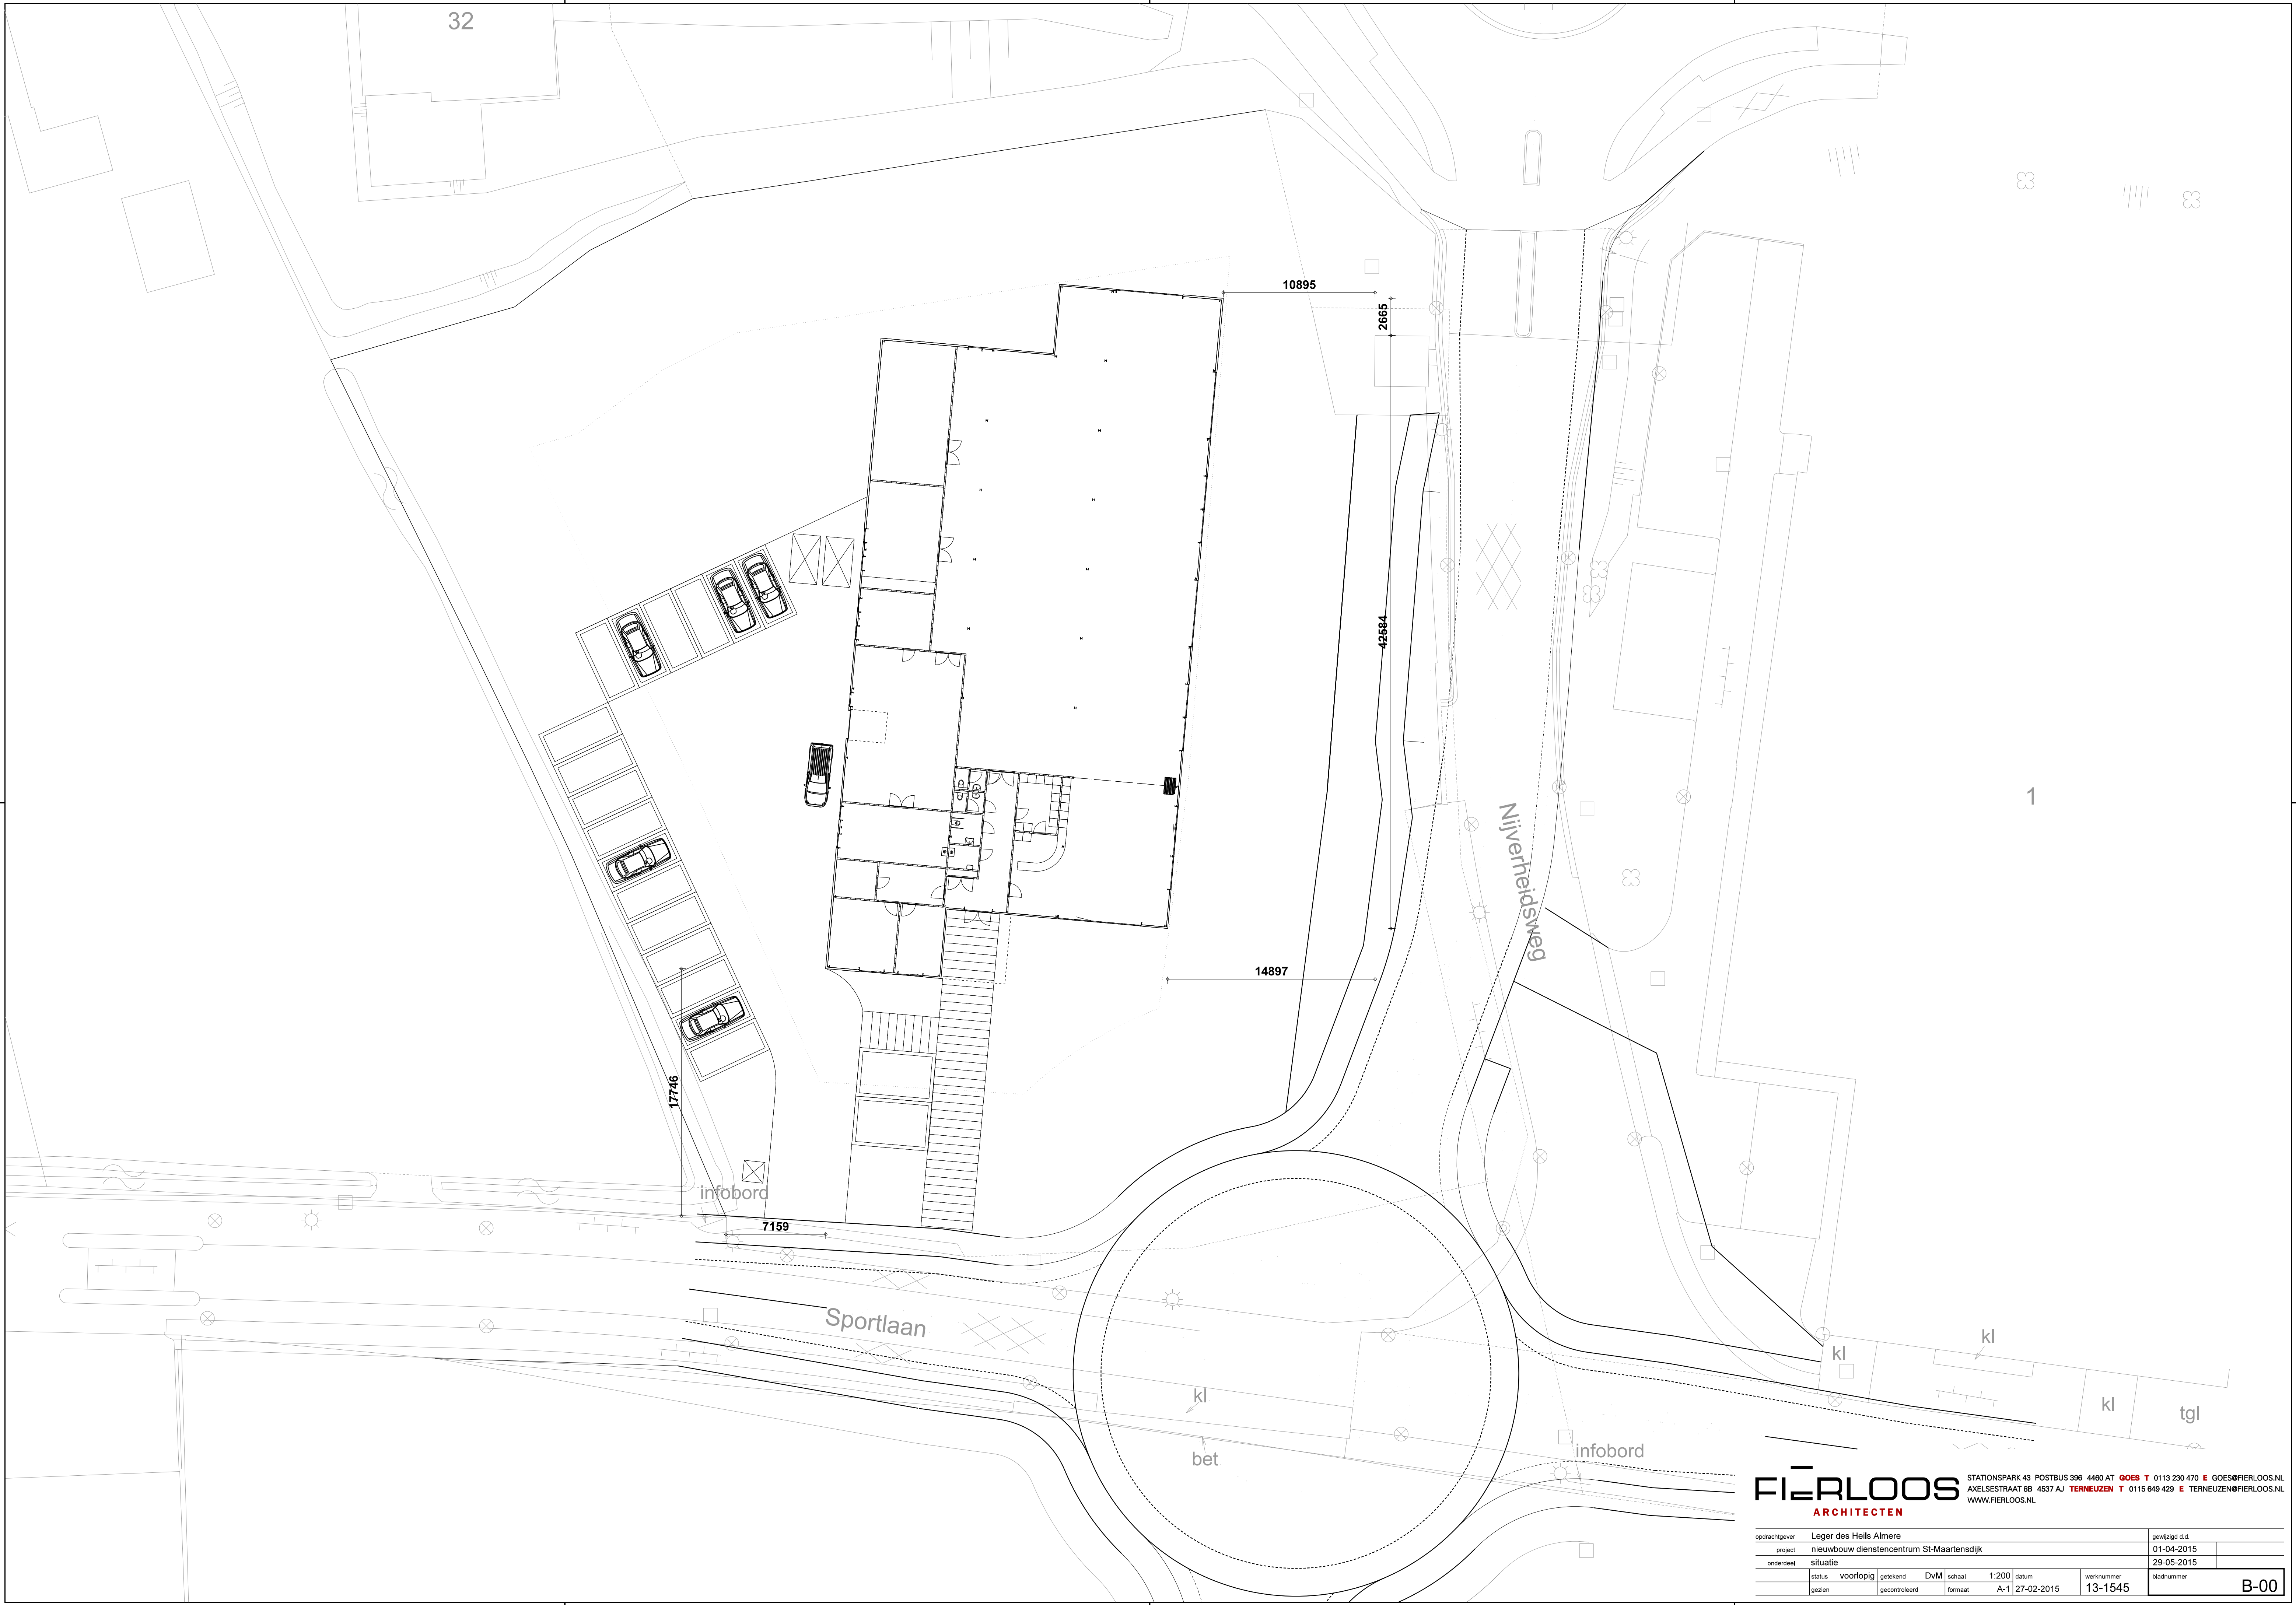 32
10895
2665
42584
1
Nijverheidsweg
14897
17746
infobord
7159
Sportlaan
kl
kl
kl
kl
tgl
bet
infobord
FIERLOOS
ARCHITECTEN
STATIONSPARK 43 POSTBUS 396 4460 AT GOES T 0113 230 470 E GOES@FIERLOOS.NL
AXELSESTRAAT 8B 4537 AJ TERNEUZEN T 0115 649 429 E TERNEUZEN@FIERLOOS.NL
WWW.FIERLOOS.NL
opdrachtgever Leger des Heils Almere gewijzigd d.d.
project nieuwbouw dienstencentrum St-Maartensdijk 01-04-2015
onderdeel situatie 29-05-2015
status voorlopig getekend DvM schaal 1:200 datum werknummer bladnummer
gezien gecontroleerd formaat A-1 27-02-2015 13-1545 B-00